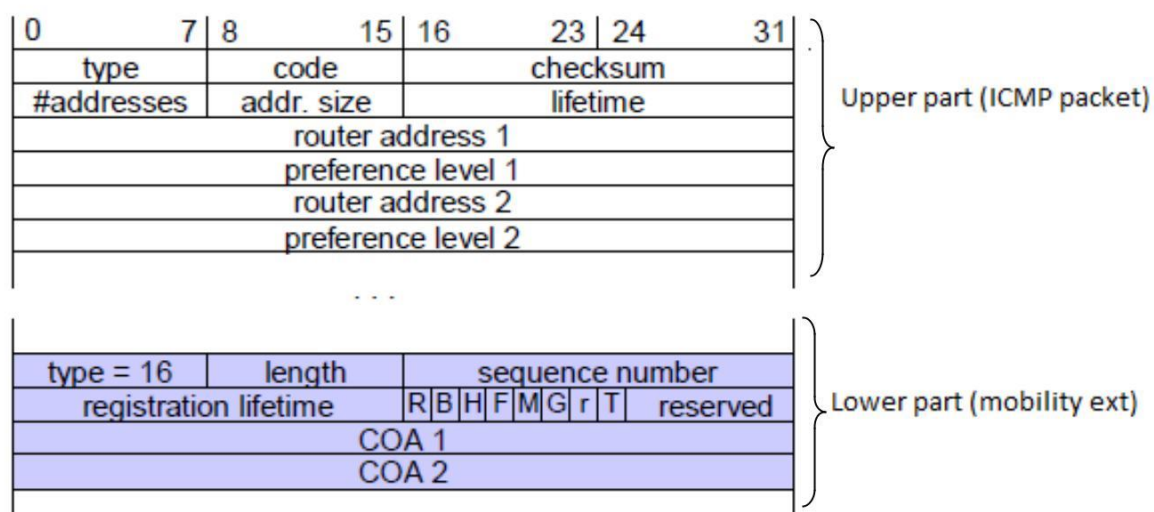 0 7 8 15 16 23 24 31
type code checksum
#addresses addr. size lifetime
router address 1
preference level 1
router address 2
preference level 2
. . .
Upper part (ICMP packet)
type = 16 length sequence number
registration lifetime R B H F M G r T reserved
COA 1
COA 2
Lower part (mobility ext)